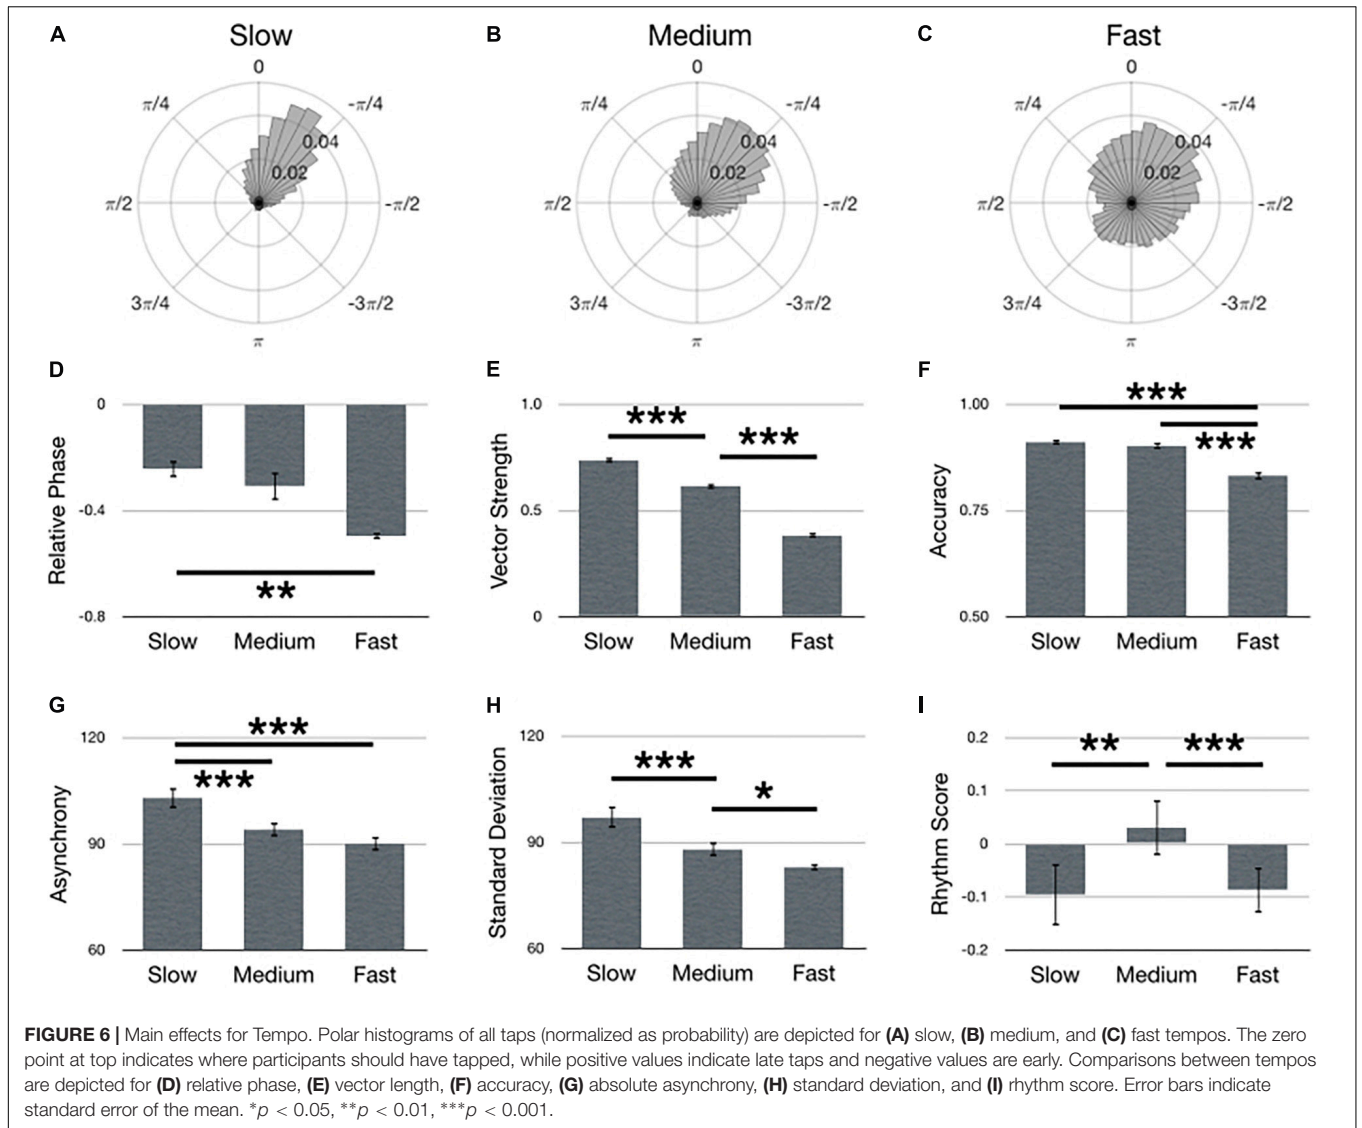 A Slow B Medium C Fast
0 0 0
π/4 -π/4 π/4 -π/4 π/4 -π/4
0.04 0.04 0.04
0.02 0.02 0.02
π/2 -π/2 π/2 -π/2 π/2 -π/2
3π/4 -3π/2 3π/4 -3π/2 3π/4 -3π/2
π π π
D
0
-0.4
-0.8
Relative Phase
**
Slow Medium Fast
E
1.0
0.5
0
Vector Strength
*** ***
Slow Medium Fast
F
1.00
0.75
0.50
Accuracy
***
***
Slow Medium Fast
G
120
90
60
Asynchrony
***
***
Slow Medium Fast
H
120
90
60
Standard Deviation
***
*
Slow Medium Fast
I
0.2
0.1
0
-0.1
-0.2
Rhythm Score
** ***
Slow Medium Fast
FIGURE 6 | Main effects for Tempo. Polar histograms of all taps (normalized as probability) are depicted for (A) slow, (B) medium, and (C) fast tempos. The zero
point at top indicates where participants should have tapped, while positive values indicate late taps and negative values are early. Comparisons between tempos
are depicted for (D) relative phase, (E) vector length, (F) accuracy, (G) absolute asynchrony, (H) standard deviation, and (I) rhythm score. Error bars indicate
standard error of the mean. *p < 0.05, **p < 0.01, ***p < 0.001.